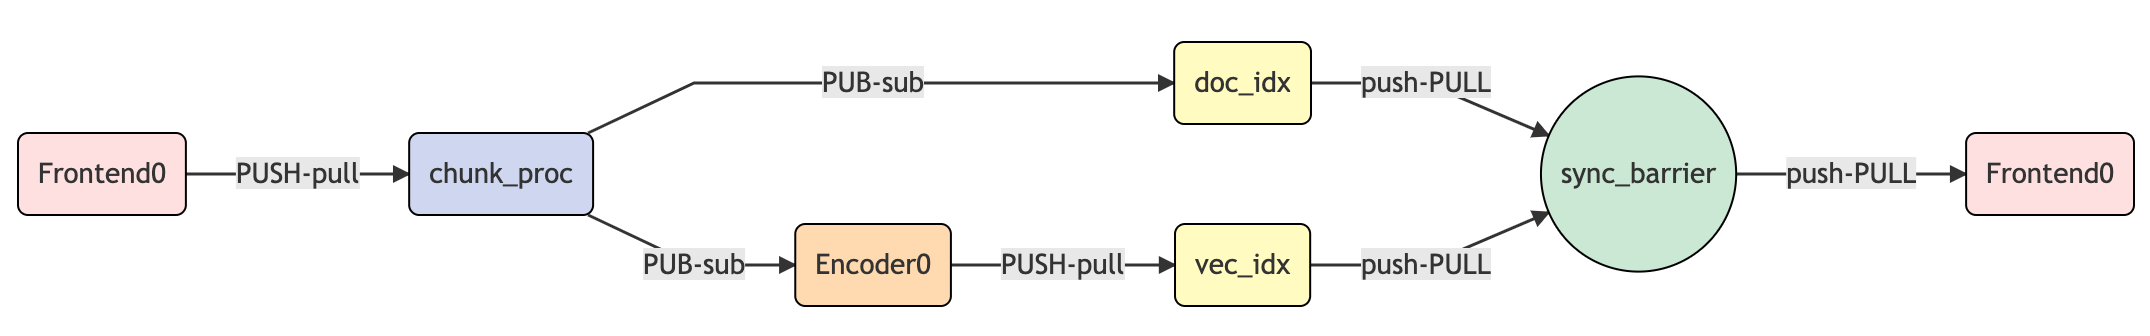 Frontend0
PUSH-pull
chunk_proc
PUB-sub
doc_idx
push-PULL
PUB-sub
Encoder0
PUSH-pull
vec_idx
push-PULL
sync_barrier
push-PULL
Frontend0